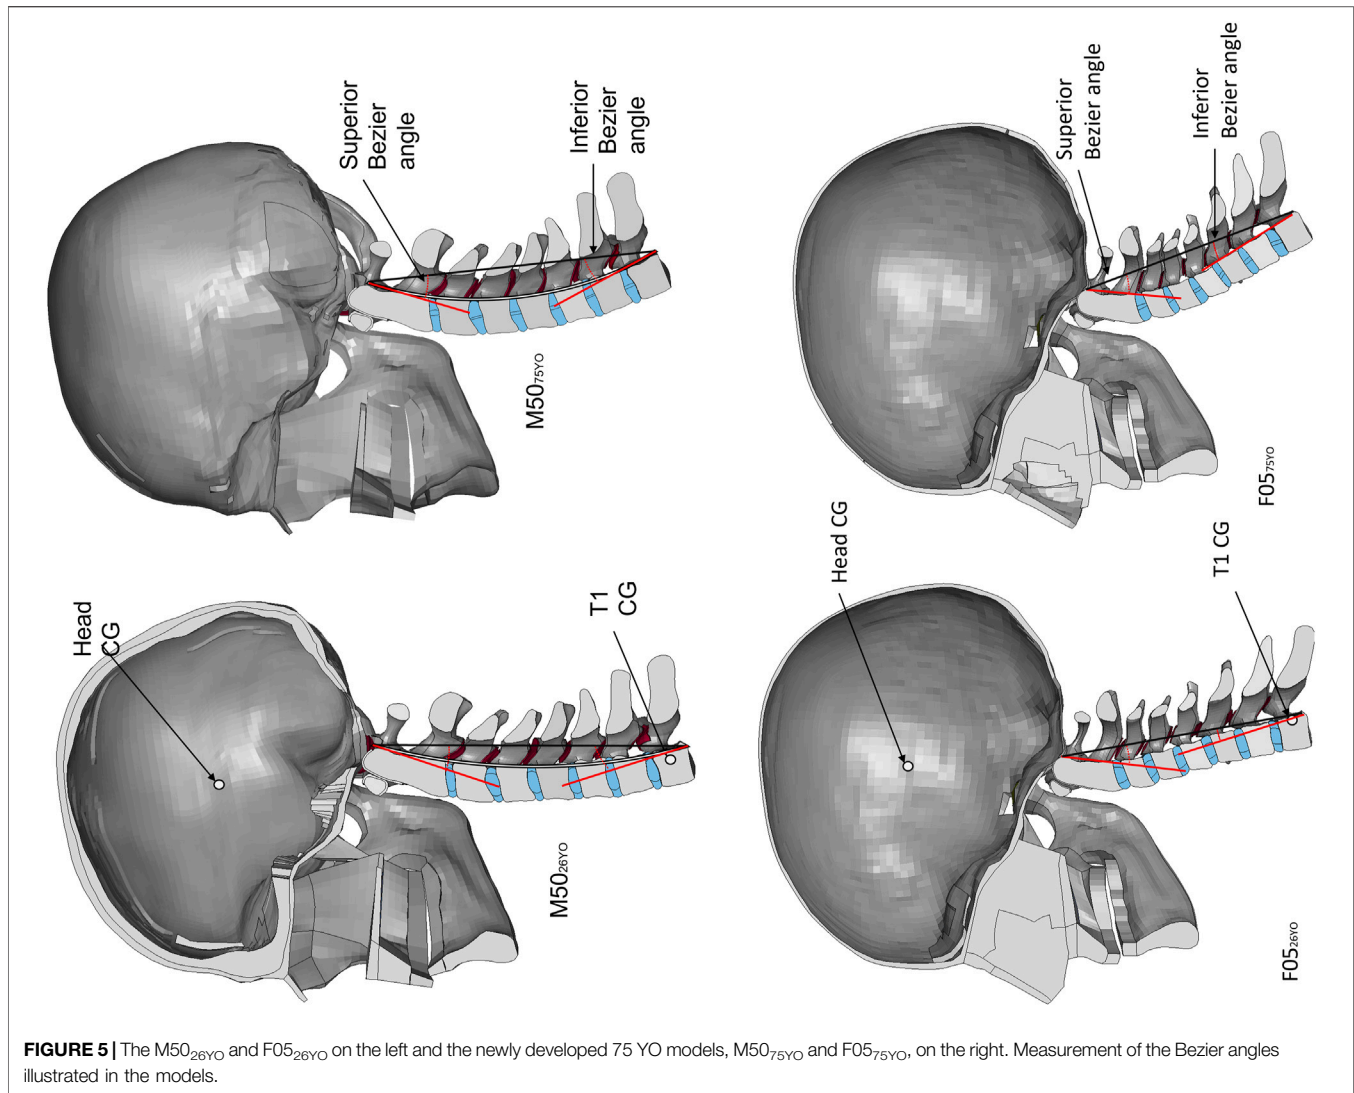 Superior
Bezier
angle
Inferior
Bezier
angle
M50₇₅YO
Superior
Bezier angle
Inferior
Bezier angle
F05₇₅YO
Head
CG
T1
CG
M50₂₆YO
Head CG
T1 CG
F05₂₆YO
FIGURE 5 | The M50₂₆YO and F05₂₆YO on the left and the newly developed 75 YO models, M50₇₅YO and F05₇₅YO, on the right. Measurement of the Bezier angles
illustrated in the models.